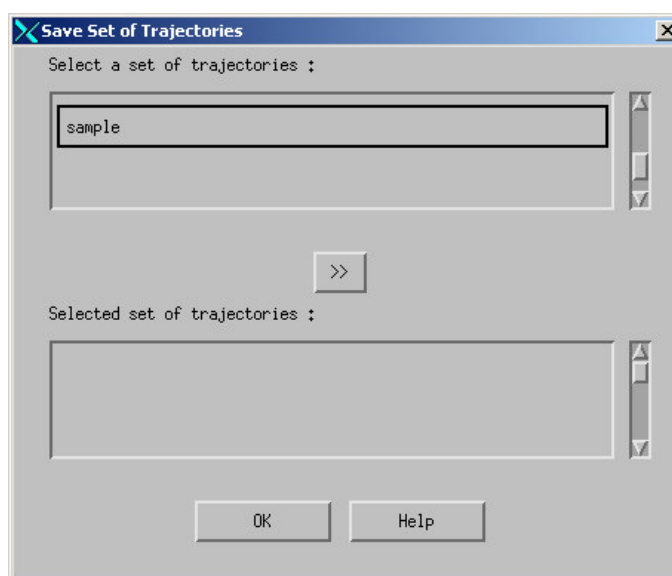 Save Set of Trajectories
Select a set of trajectories :
sample
>>
Selected set of trajectories :
OK
Help